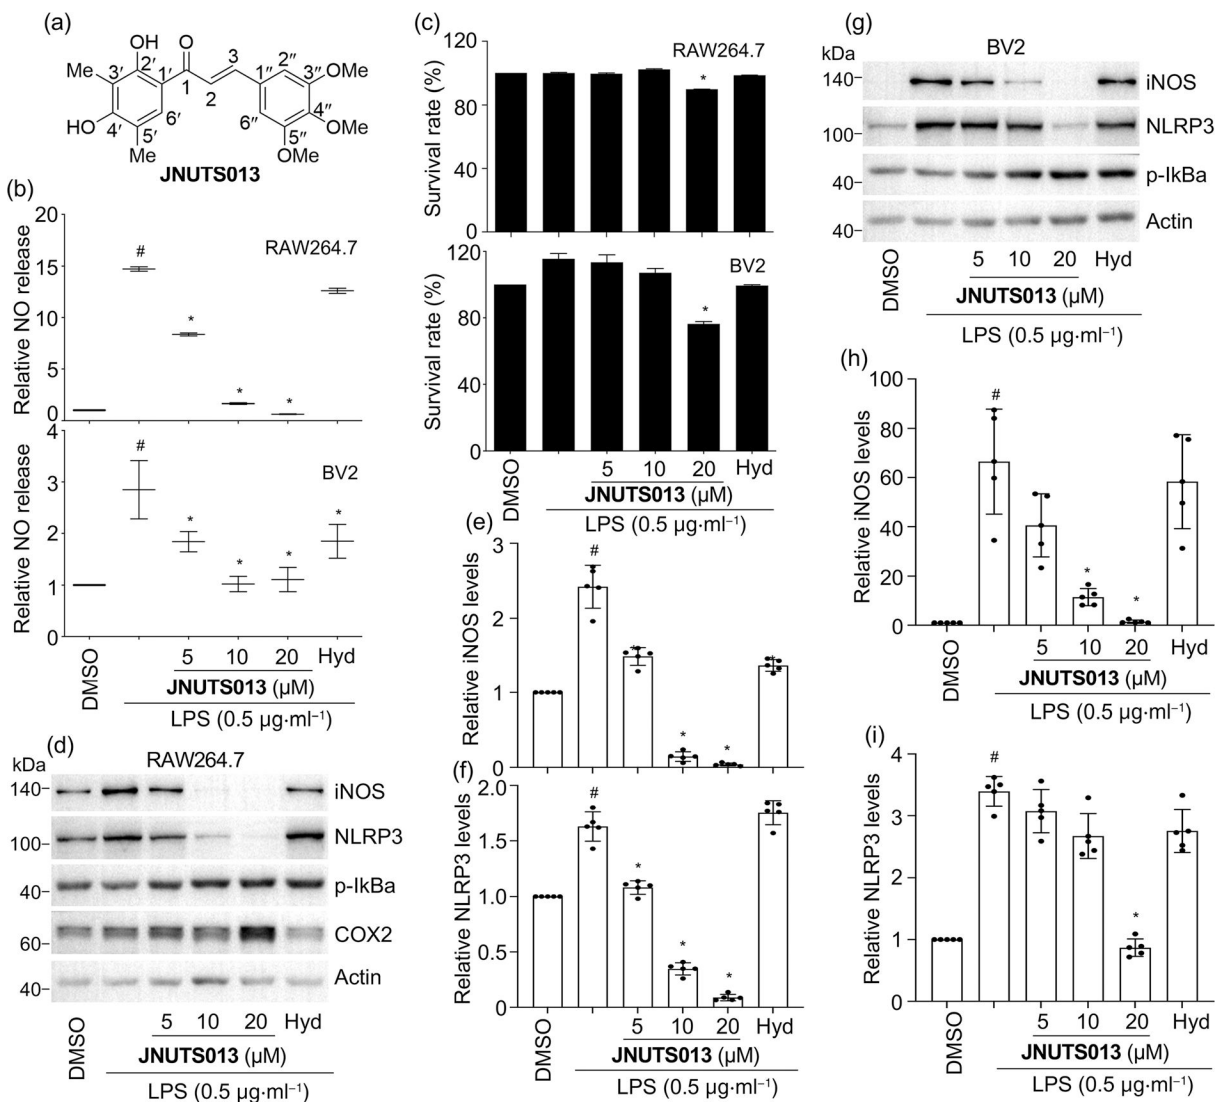 (a)
OH
O
Me
2′
3′
1′
1
3
2
2″
1″
3″
OMe
HO
4′
6′
5′
6″
4″
5″
OMe
Me
OMe
JNUTS013
(b)
Relative NO release
20
15
10
5
0
#
*
*
*
RAW264.7
Relative NO release
4
3
2
1
0
#
*
*
*
*
BV2
DMSO
5
10
20
Hyd
JNUTS013 (µM)
LPS (0.5 µg·ml−1)
(c)
Survival rate (%)
120
80
40
0
RAW264.7
*
Survival rate (%)
120
80
40
0
BV2
*
DMSO
5
10
20
Hyd
JNUTS013 (µM)
LPS (0.5 µg·ml−1)
(d)
kDa
RAW264.7
140
iNOS
100
NLRP3
40
p-IkBa
60
COX2
40
Actin
DMSO
5
10
20
Hyd
JNUTS013 (µM)
LPS (0.5 µg·ml−1)
(e)
Relative iNOS levels
3
2
1
0
#
*
*
*
*
(f)
Relative NLRP3 levels
2.0
1.5
1.0
0.5
0
#
*
*
*
DMSO
5
10
20
Hyd
JNUTS013 (µM)
LPS (0.5 µg·ml−1)
(g)
kDa
BV2
140
iNOS
100
NLRP3
40
p-IkBa
40
Actin
DMSO
5
10
20
Hyd
JNUTS013 (µM)
LPS (0.5 µg·ml−1)
(h)
Relative iNOS levels
100
80
60
40
20
0
#
*
*
DMSO
5
10
20
Hyd
JNUTS013 (µM)
LPS (0.5 µg·ml−1)
(i)
Relative NLRP3 levels
4
3
2
1
0
#
*
DMSO
5
10
20
Hyd
JNUTS013 (µM)
LPS (0.5 µg·ml−1)